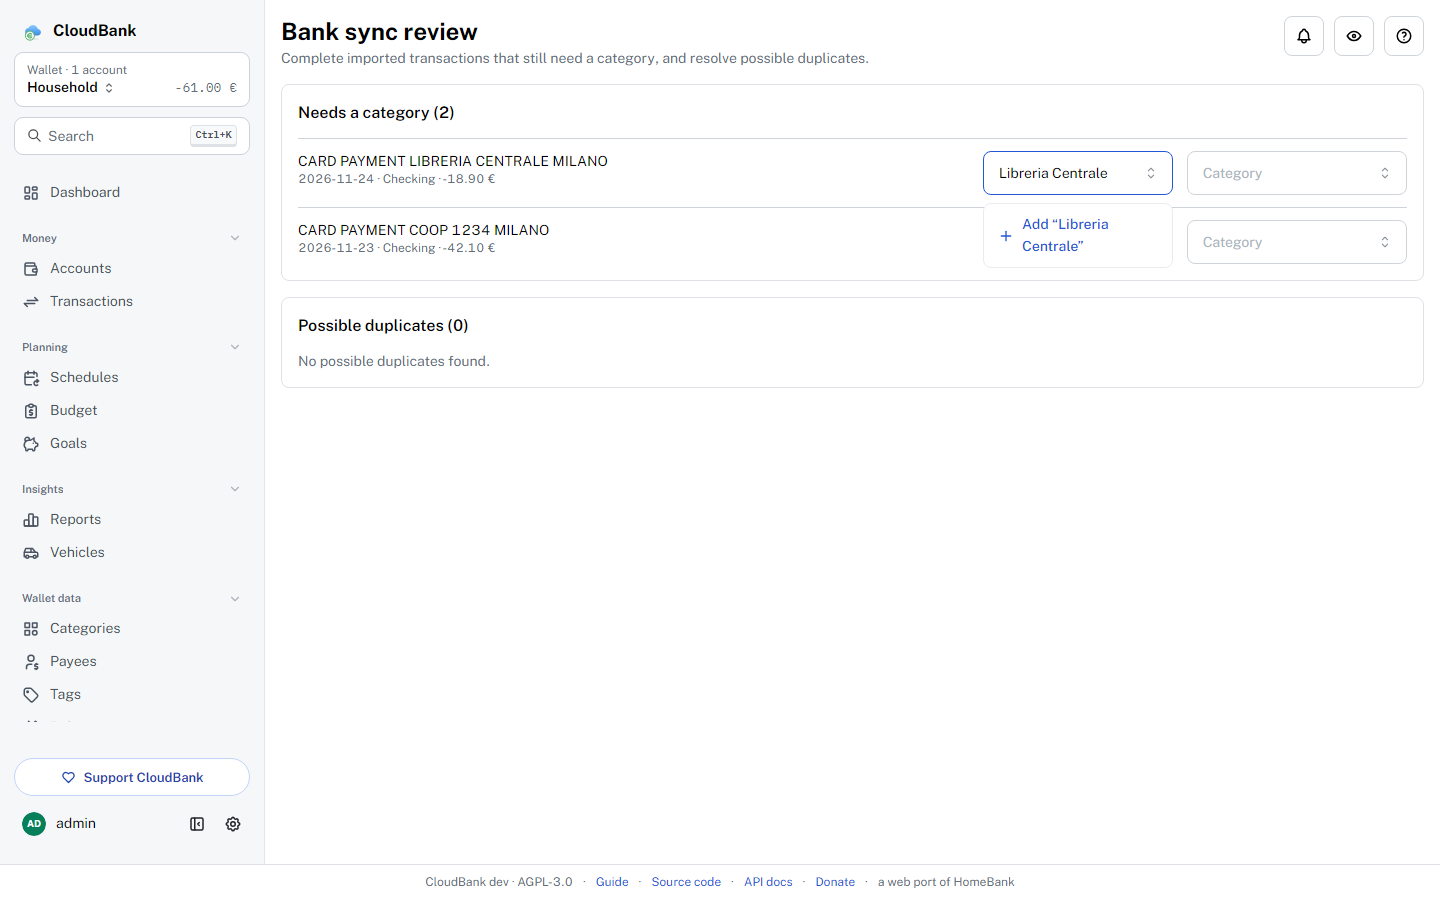 CloudBank
Wallet · 1 account
Household
-61.00 €
Search
Ctrl+K
Dashboard
Money
Accounts
Transactions
Planning
Schedules
Budget
Goals
Insights
Reports
Vehicles
Wallet data
Categories
Payees
Tags
Support CloudBank
AD
admin
Bank sync review
Complete imported transactions that still need a category, and resolve possible duplicates.
Needs a category (2)
CARD PAYMENT LIBRERIA CENTRALE MILANO
2026-11-24 · Checking · -18.90 €
Libreria Centrale
Category
CARD PAYMENT COOP 1234 MILANO
2026-11-23 · Checking · -42.10 €
Add “Libreria
Centrale”
Category
Possible duplicates (0)
No possible duplicates found.
CloudBank dev · AGPL-3.0 · Guide · Source code · API docs · Donate · a web port of HomeBank